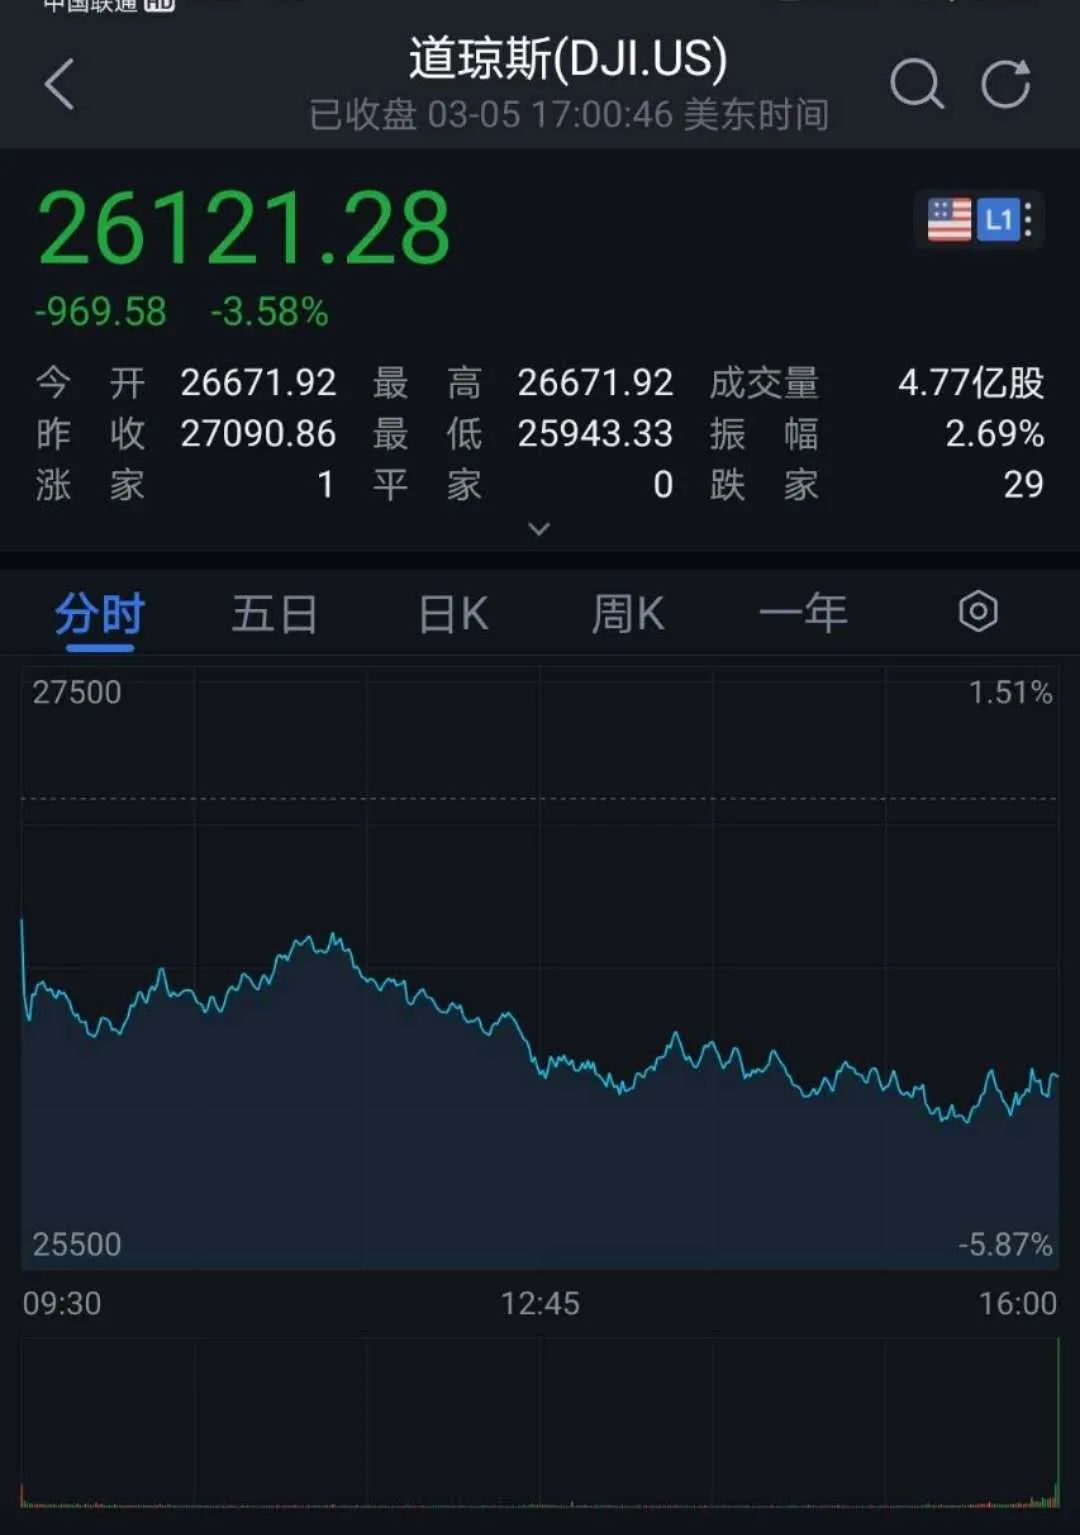 中国联通 HD
道琼斯(DJI.US)
已收盘 03-05 17:00:46 美东时间
26121.28
L1
-969.58 -3.58%
今开 26671.92 最高 26671.92 成交量 4.77亿股
昨收 27090.86 最低 25943.33 振幅 2.69%
涨家 1 平家 0 跌家 29
分时 五日 日K 周K 一年
27500 1.51%
25500 -5.87%
09:30 12:45 16:00